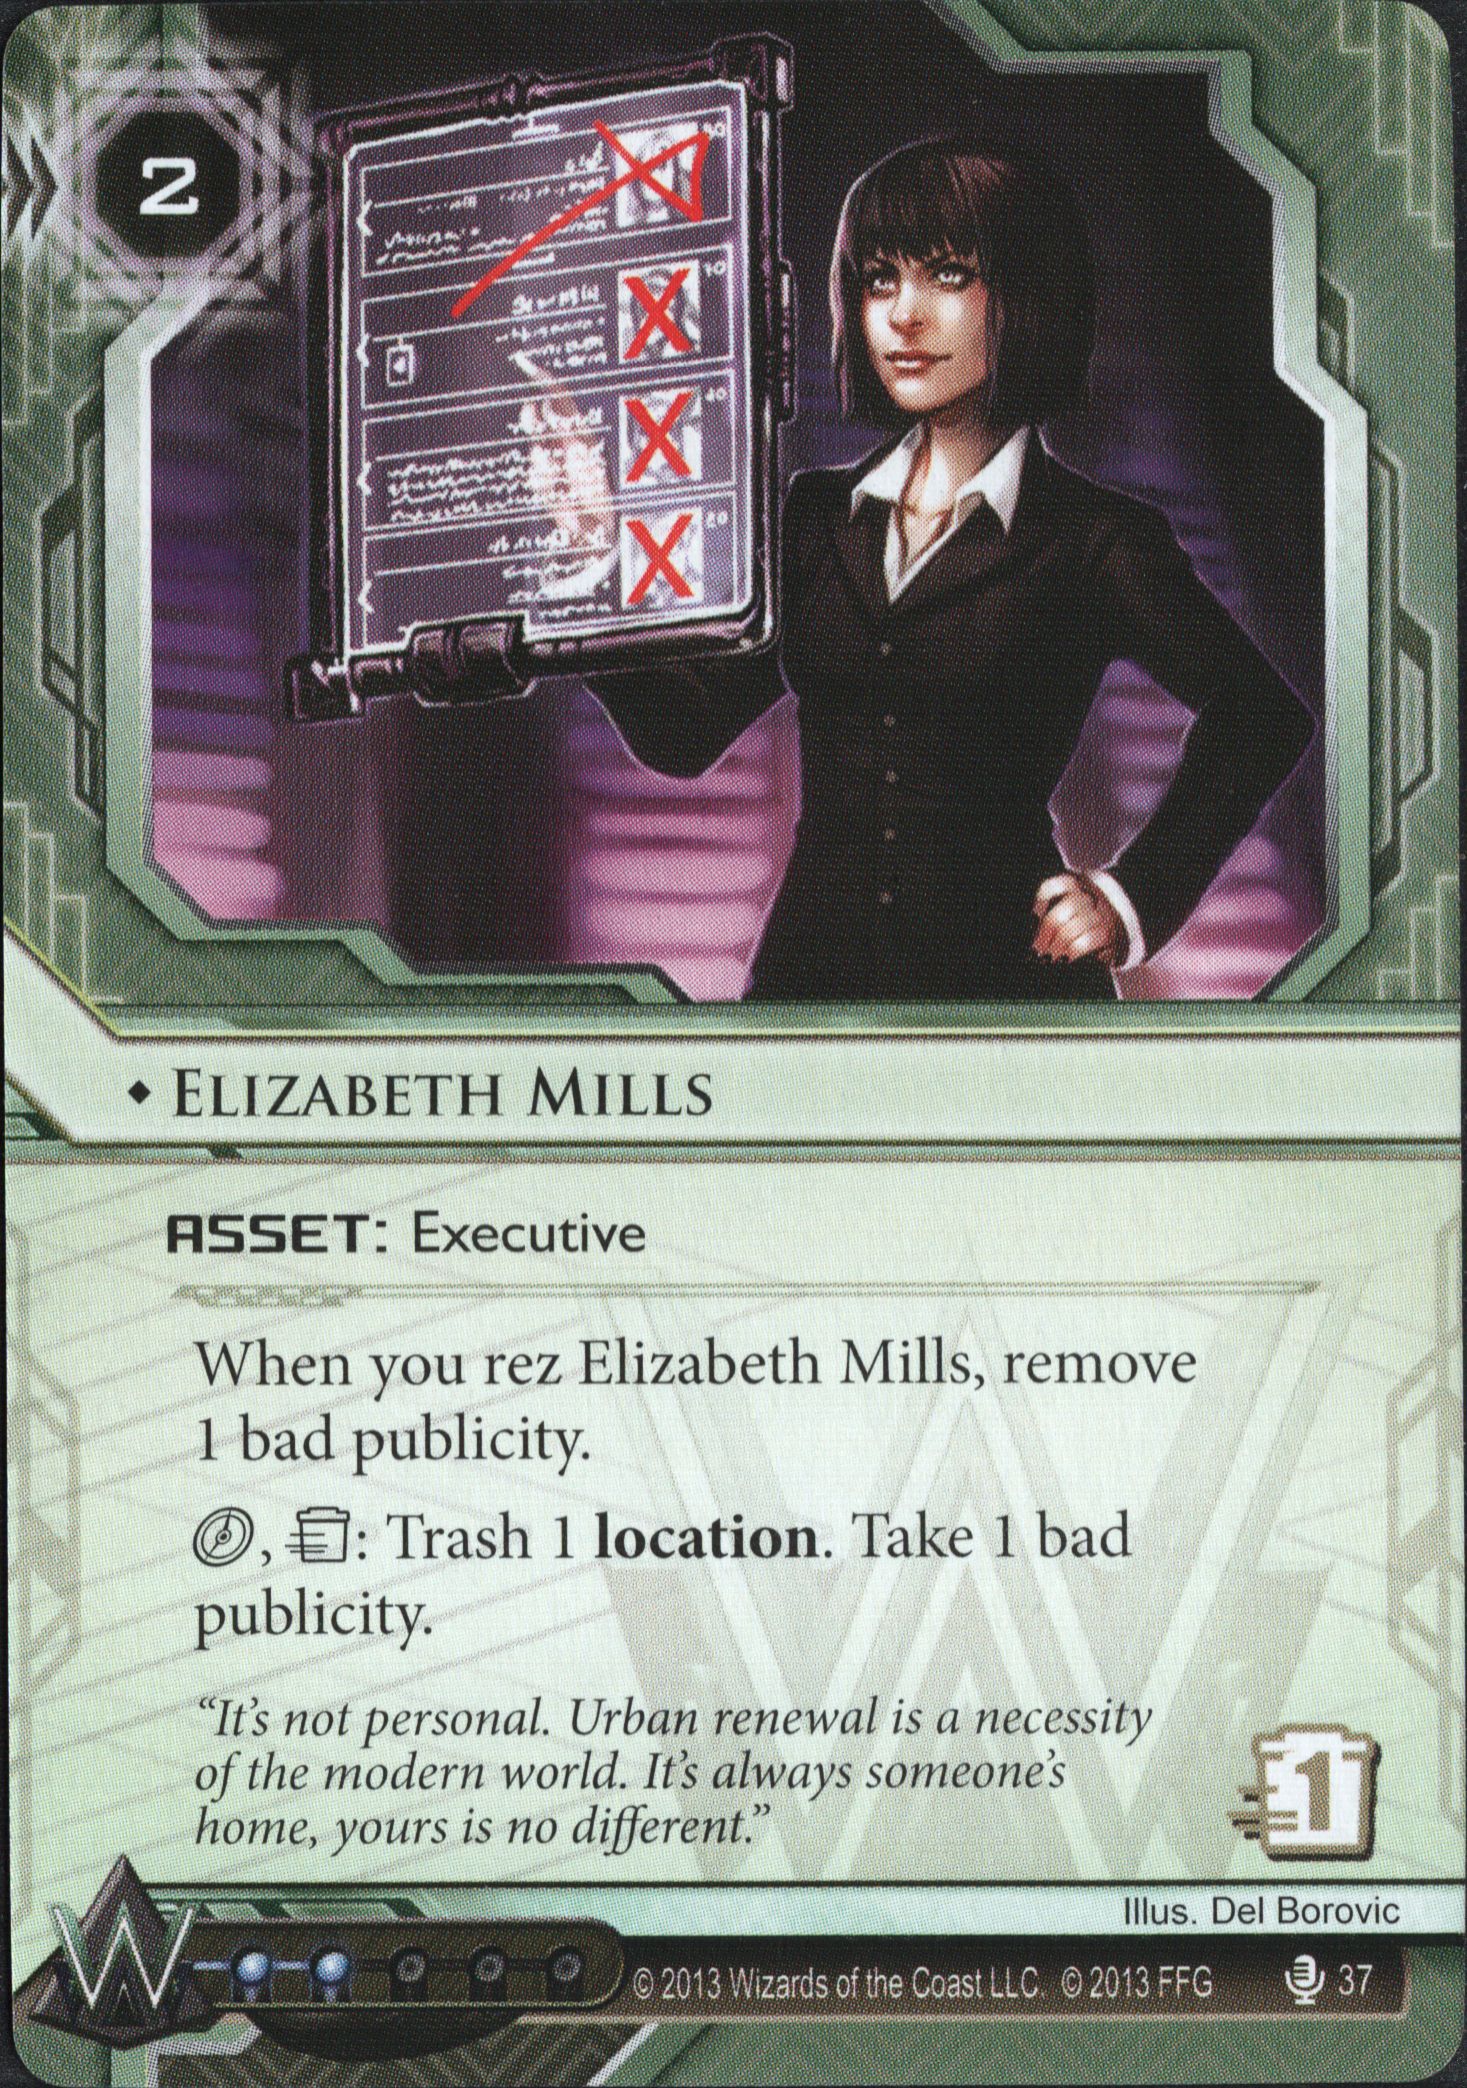 2
◆ ELIZABETH MILLS
ASSET: Executive
When you rez Elizabeth Mills, remove
1 bad publicity.
, : Trash 1 location. Take 1 bad
publicity.
“It’s not personal. Urban renewal is a necessity
of the modern world. It’s always someone’s
home, yours is no different.”
1
Illus. Del Borovic
W
© 2013 Wizards of the Coast LLC. © 2013 FFG
37